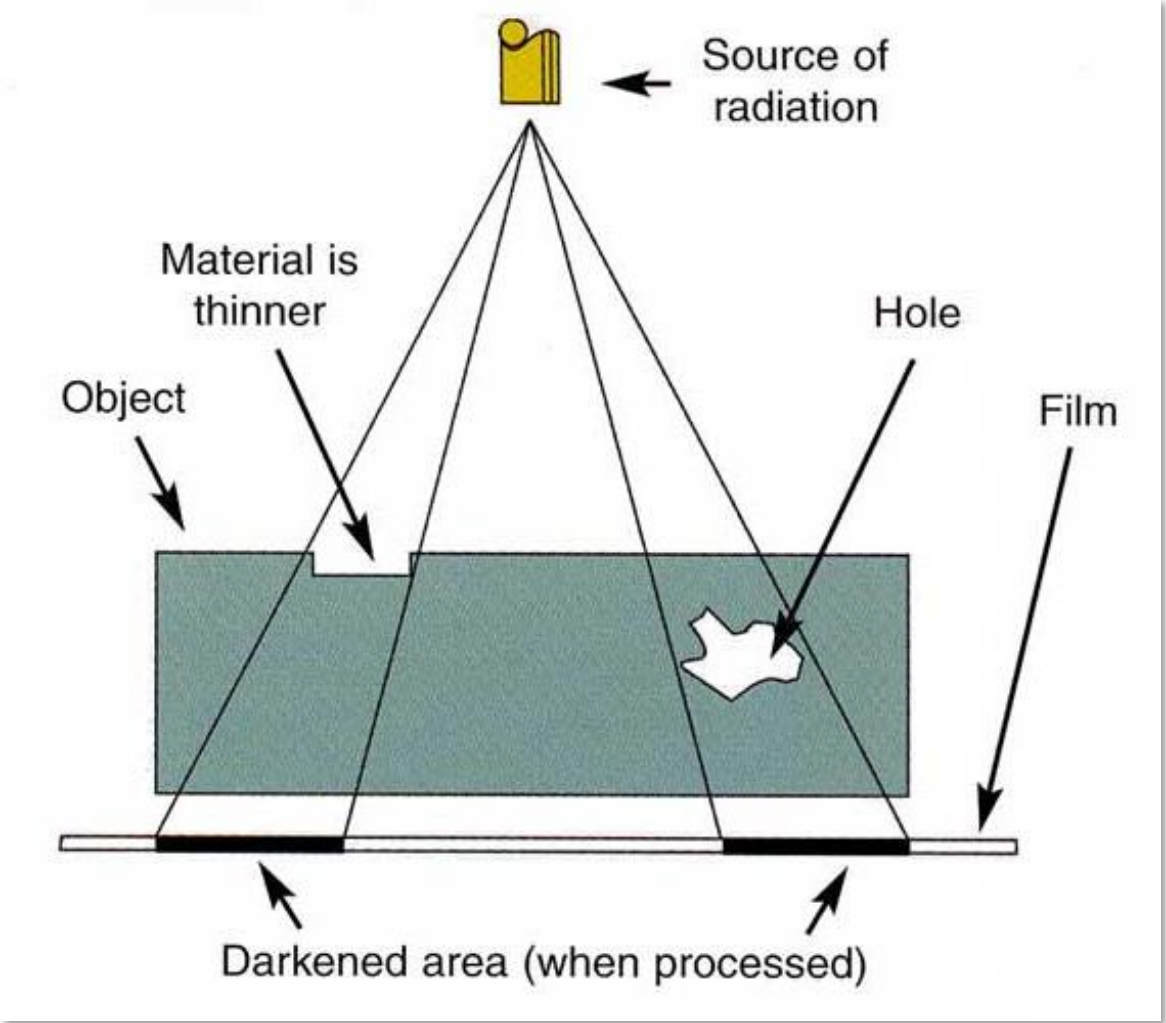 Source of
radiation
Material is
thinner
Hole
Object
Film
Darkened area (when processed)